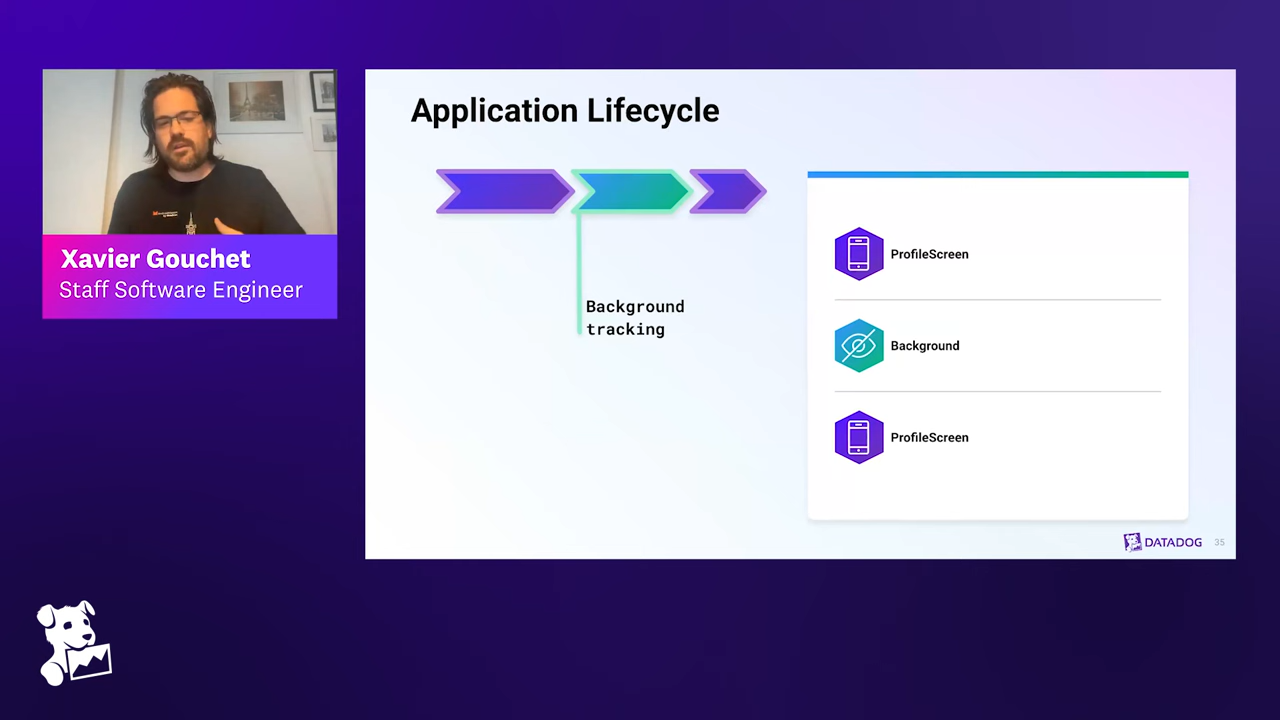 Xavier Gouchet
Staff Software Engineer
Application Lifecycle
Background
tracking
ProfileScreen
Background
ProfileScreen
DATADOG
35